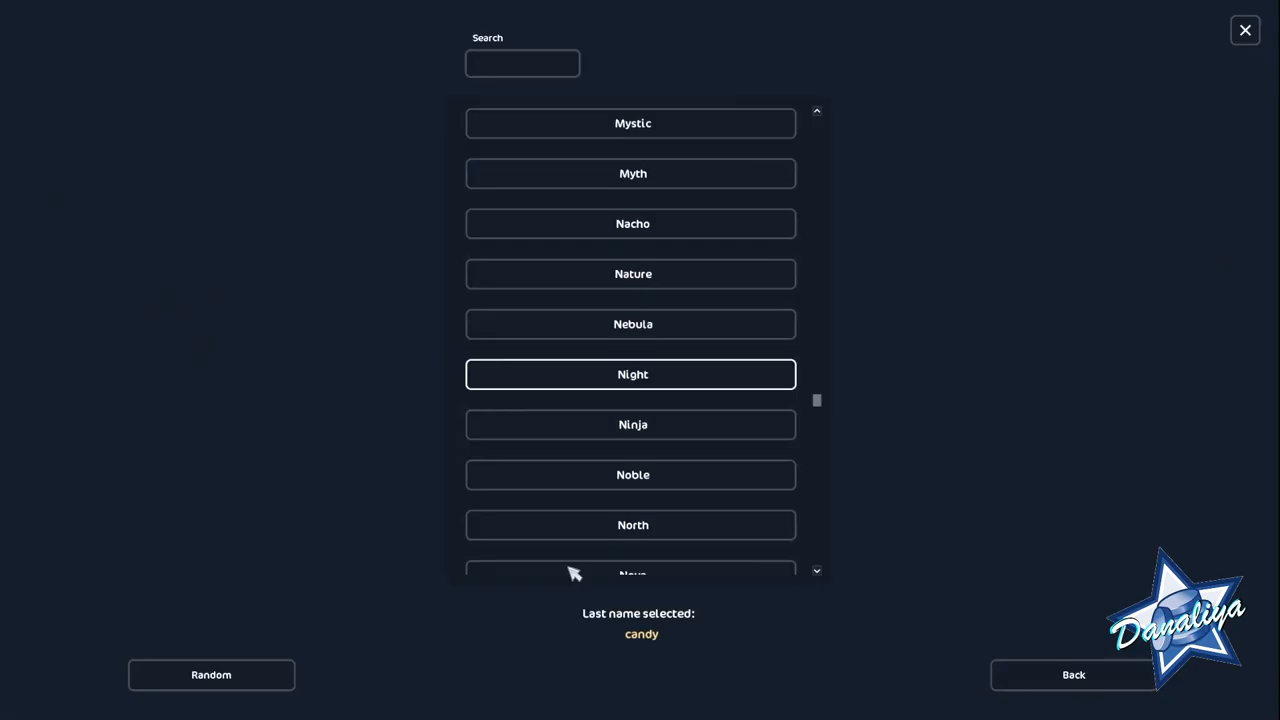 Search
Mystic
Myth
Nacho
Nature
Nebula
Night
Ninja
Noble
North
Last name selected:
candy
Random
Back
Danaliya